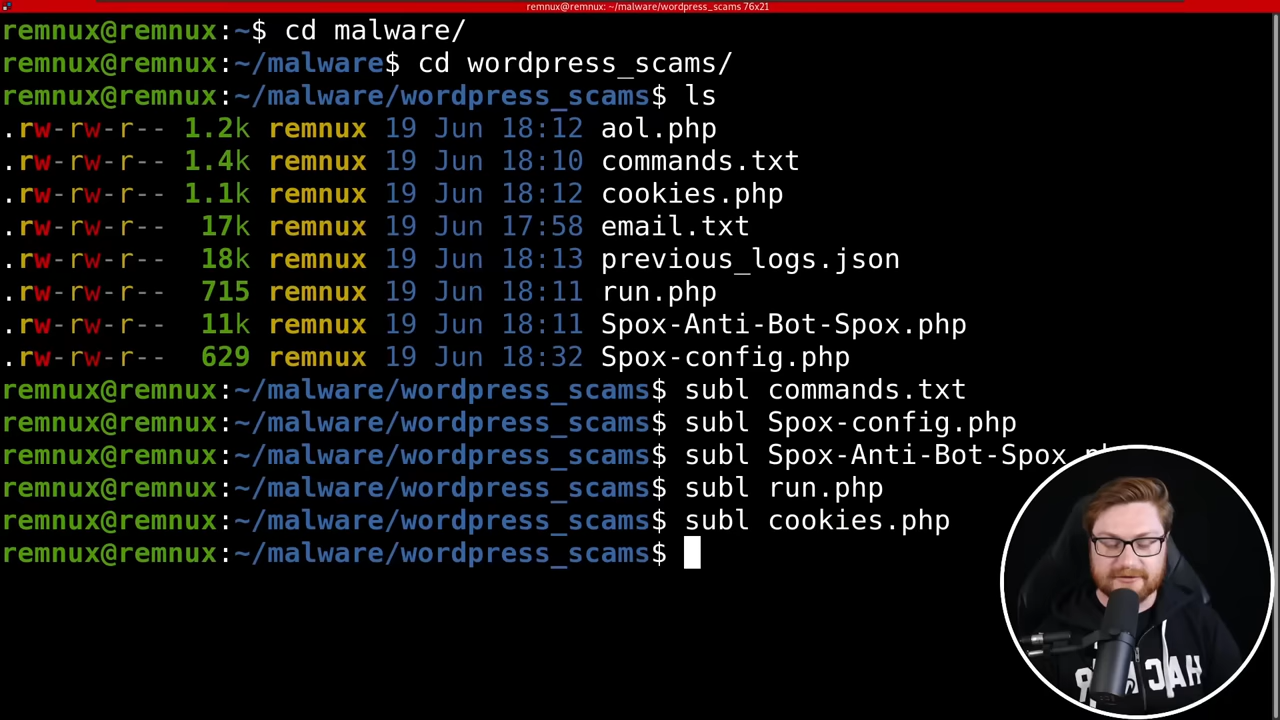 remnux@remnux: ~/malware/wordpress_scams 76x21
remnux@remnux:~$ cd malware/
remnux@remnux:~/malware$ cd wordpress_scams/
remnux@remnux:~/malware/wordpress_scams$ ls
.rw-rw-r-- 1.2k remnux 19 Jun 18:12 aol.php
.rw-rw-r-- 1.4k remnux 19 Jun 18:10 commands.txt
.rw-rw-r-- 1.1k remnux 19 Jun 18:12 cookies.php
.rw-rw-r-- 17k remnux 19 Jun 17:58 email.txt
.rw-rw-r-- 18k remnux 19 Jun 18:13 previous_logs.json
.rw-rw-r-- 715 remnux 19 Jun 18:11 run.php
.rw-rw-r-- 11k remnux 19 Jun 18:11 Spox-Anti-Bot-Spox.php
.rw-rw-r-- 629 remnux 19 Jun 18:32 Spox-config.php
remnux@remnux:~/malware/wordpress_scams$ subl commands.txt
remnux@remnux:~/malware/wordpress_scams$ subl Spox-config.php
remnux@remnux:~/malware/wordpress_scams$ subl Spox-Anti-Bot-Spox.php
remnux@remnux:~/malware/wordpress_scams$ subl run.php
remnux@remnux:~/malware/wordpress_scams$ subl cookies.php
remnux@remnux:~/malware/wordpress_scams$